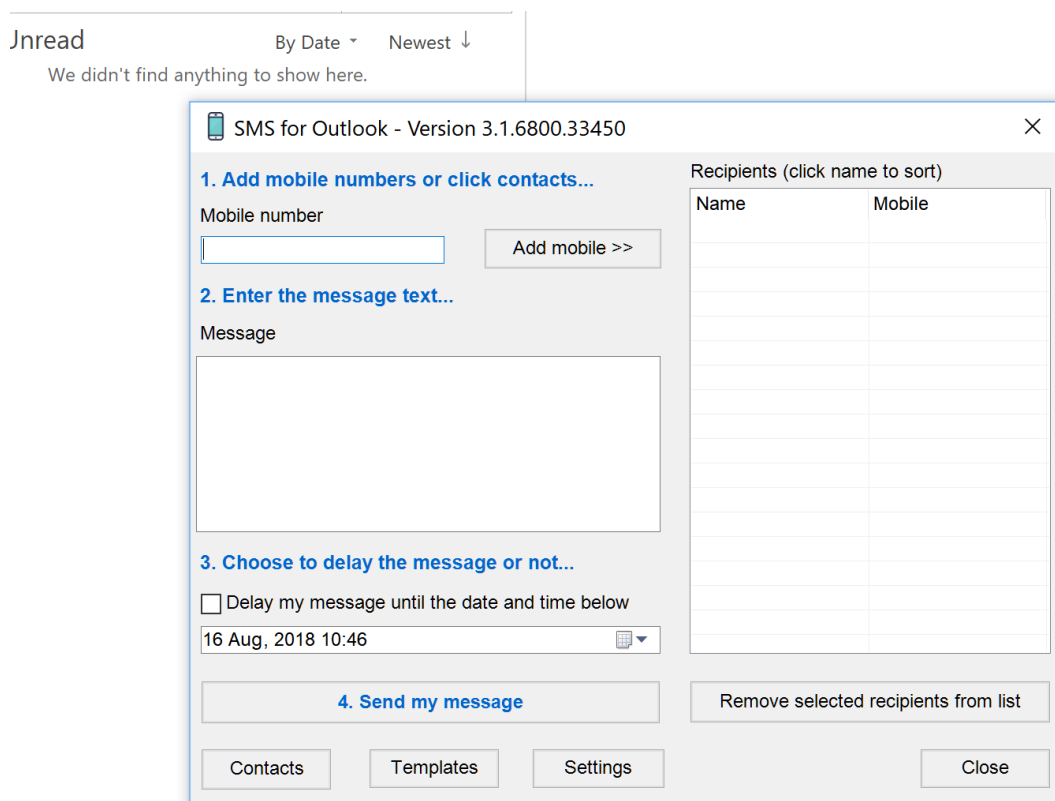 Unread
By Date
Newest ↓
We didn't find anything to show here.
SMS for Outlook - Version 3.1.6800.33450
1. Add mobile numbers or click contacts...
Mobile number
Add mobile >>
2. Enter the message text...
Message
3. Choose to delay the message or not...
Delay my message until the date and time below
16 Aug, 2018 10:46
4. Send my message
Contacts
Templates
Settings
Recipients (click name to sort)
Name
Mobile
Remove selected recipients from list
Close